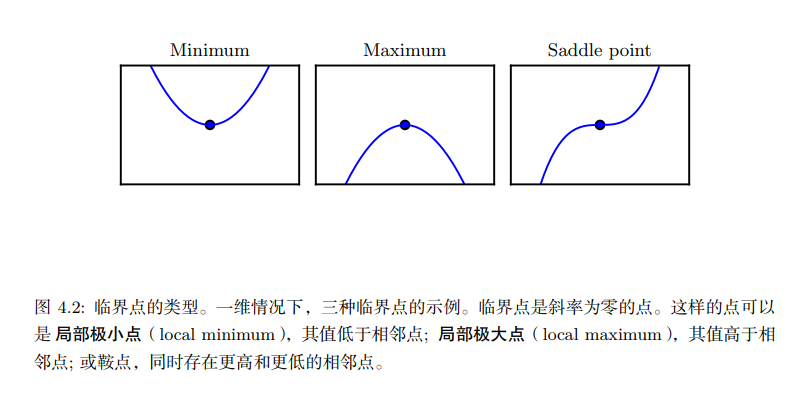 Minimum
Maximum
Saddle point
图 4.2: 临界点的类型。一维情况下，三种临界点的示例。临界点是斜率为零的点。这样的点可以
是 局部极小点（local minimum），其值低于相邻点; 局部极大点（local maximum），其值高于相
邻点; 或鞍点，同时存在更高和更低的相邻点。